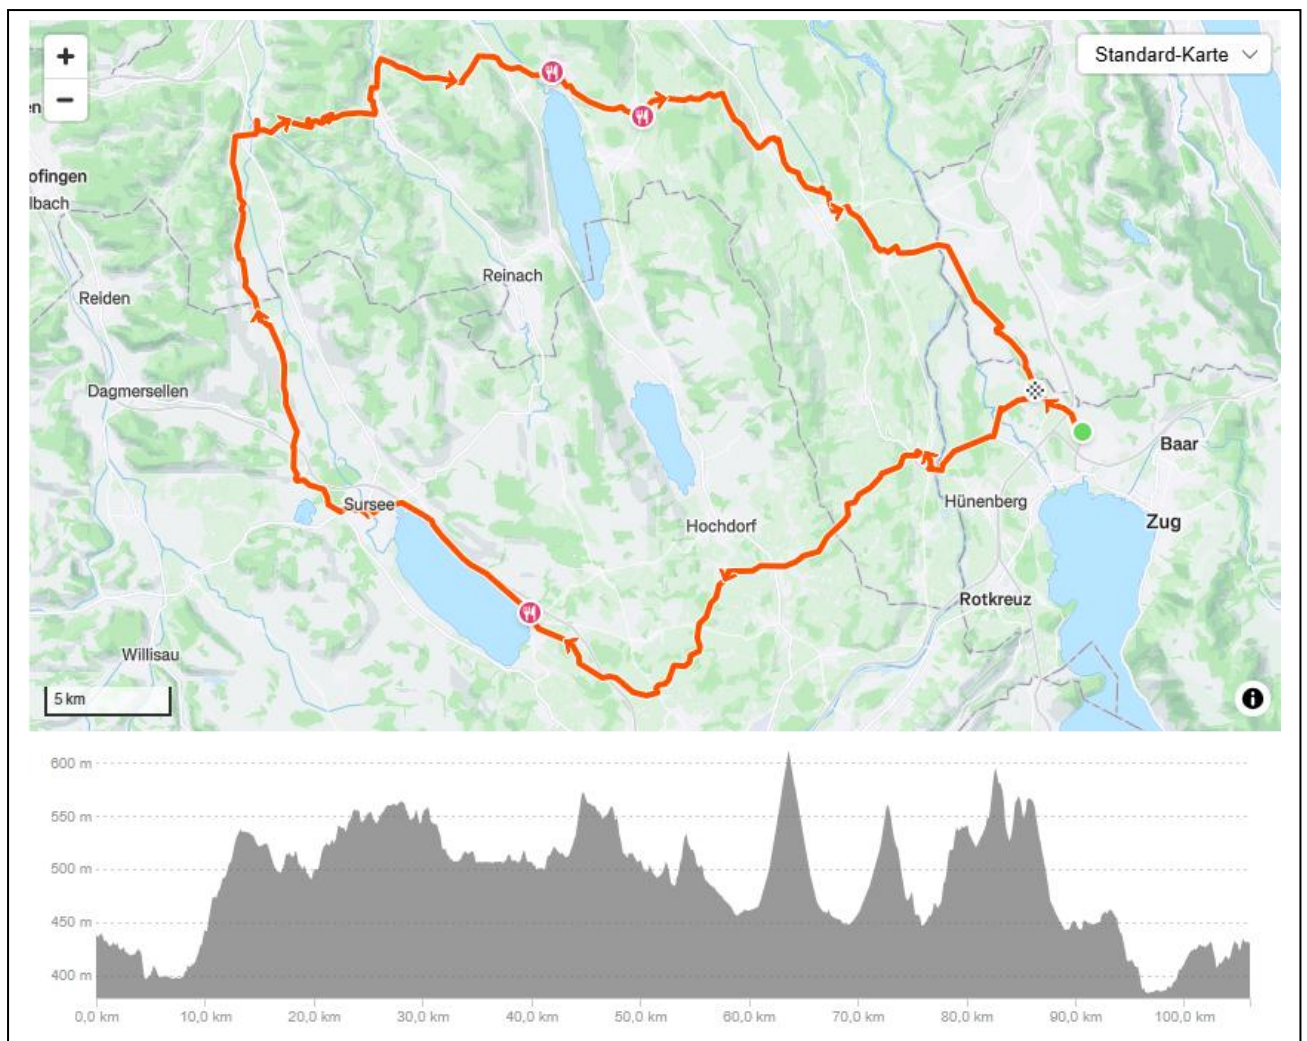 +
Standard-Karte
−
en
ofingen
lbach
Reinach
Reiden
Dagmersellen
Baar
Sursee
Hünenberg
Zug
Hochdorf
Rotkreuz
Willisau
5 km
600 m
550 m
500 m
450 m
400 m
0,0 km 10,0 km 20,0 km 30,0 km 40,0 km 50,0 km 60,0 km 70,0 km 80,0 km 90,0 km 100,0 km